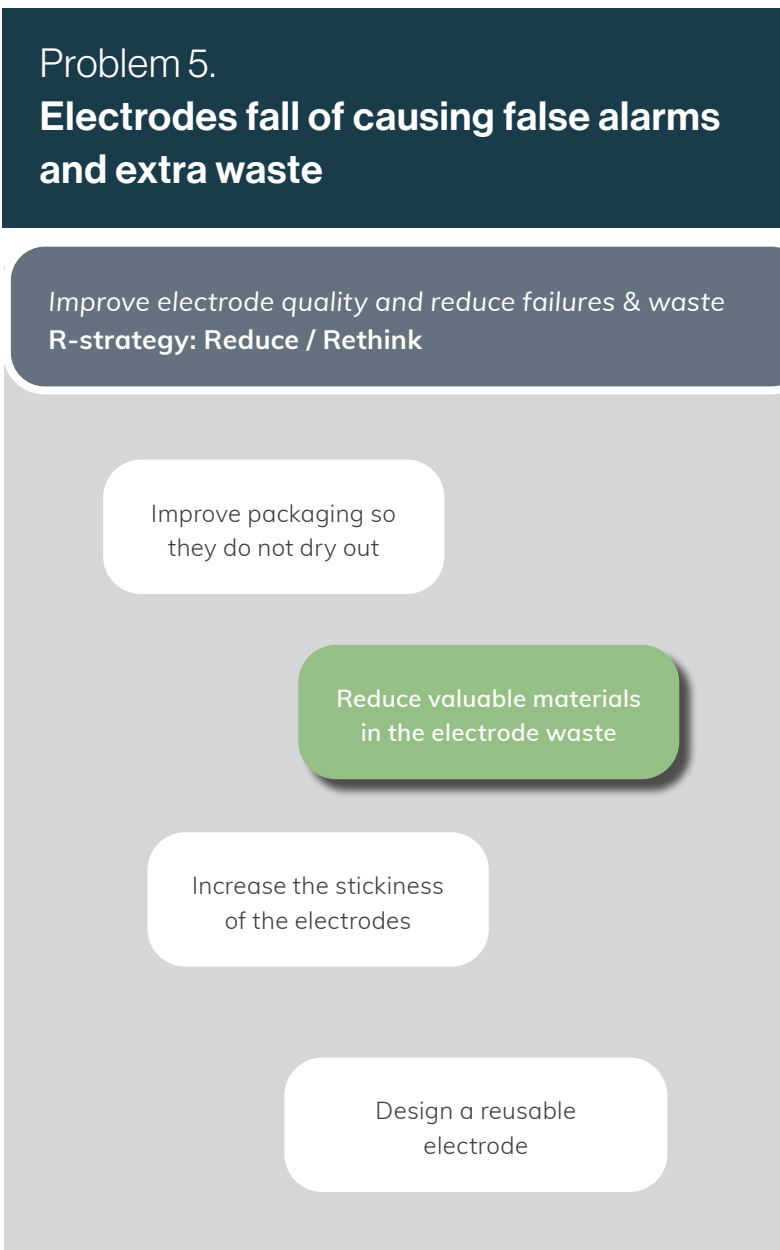 Problem 5.
Electrodes fall of causing false alarms
and extra waste
Improve electrode quality and reduce failures & waste
R-strategy: Reduce / Rethink
Improve packaging so
they do not dry out
Reduce valuable materials
in the electrode waste
Increase the stickiness
of the electrodes
Design a reusable
electrode